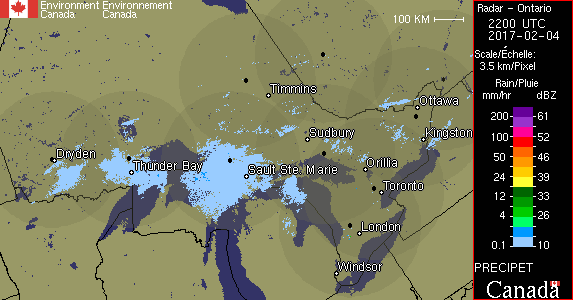 Environment Environnement
Canada Canada
100 KM
Timmins
Ottawa
Sudbury
Kingston
Dryden
Thunder Bay
Sault Ste. Marie
Orillia
Toronto
London
Windsor
Radar - Ontario
2200 UTC
2017-02-04
Scale/Échelle:
3.5 km/Pixel
Rain/Pluie
mm/hr dBZ
200 61
100 52
50 46
24 39
12 33
4 26
0.1 10
PRECIPET
Canada